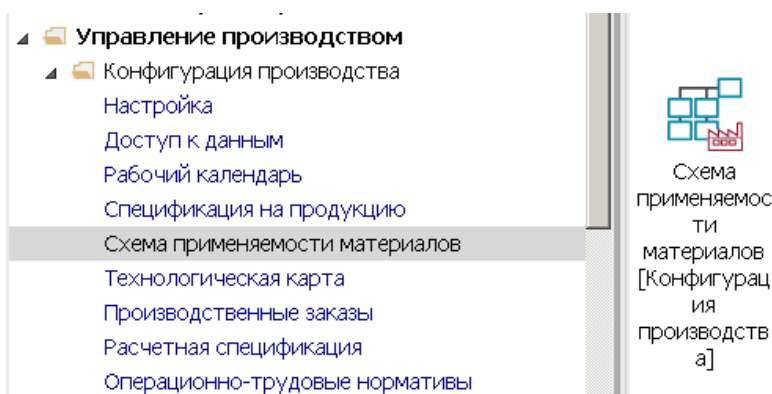 Управление производством
Конфигурация производства
Настройка
Доступ к данным
Рабочий календарь
Спецификация на продукцию
Схема применяемости материалов
Технологическая карта
Производственные заказы
Расчетная спецификация
Операционно-трудовые нормативы
Схема
применяемос
ти
материалов
[Конфигурац
ия
производств
а]